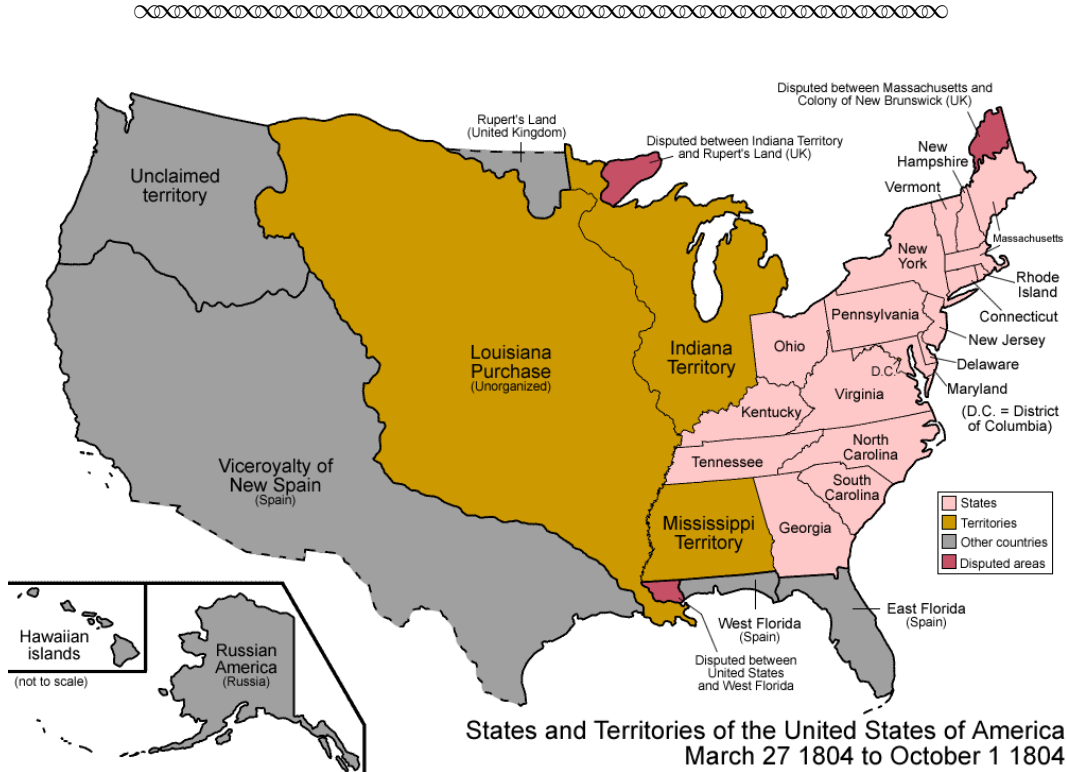 Disputed between Massachusetts and
Colony of New Brunswick (UK)
Rupert's Land
(United Kingdom)
Disputed between Indiana Territory
and Rupert's Land (UK)
New
Hampshire
Vermont
Unclaimed
territory
Massachusetts
New
York
Rhode
Island
Connecticut
Pennsylvania
New Jersey
Ohio
Indiana
Territory
Louisiana
Purchase
(Unorganized)
Delaware
D.C.
Maryland
Virginia
(D.C. = District
of Columbia)
Kentucky
North
Carolina
Tennessee
Viceroyalty of
New Spain
(Spain)
South
Carolina
Mississippi
Territory
Georgia
States
Territories
Other countries
Disputed areas
East Florida
(Spain)
West Florida
(Spain)
Disputed between
United States
and West Florida
Hawaiian
islands
(not to scale)
Russian
America
(Russia)
States and Territories of the United States of America
March 27 1804 to October 1 1804